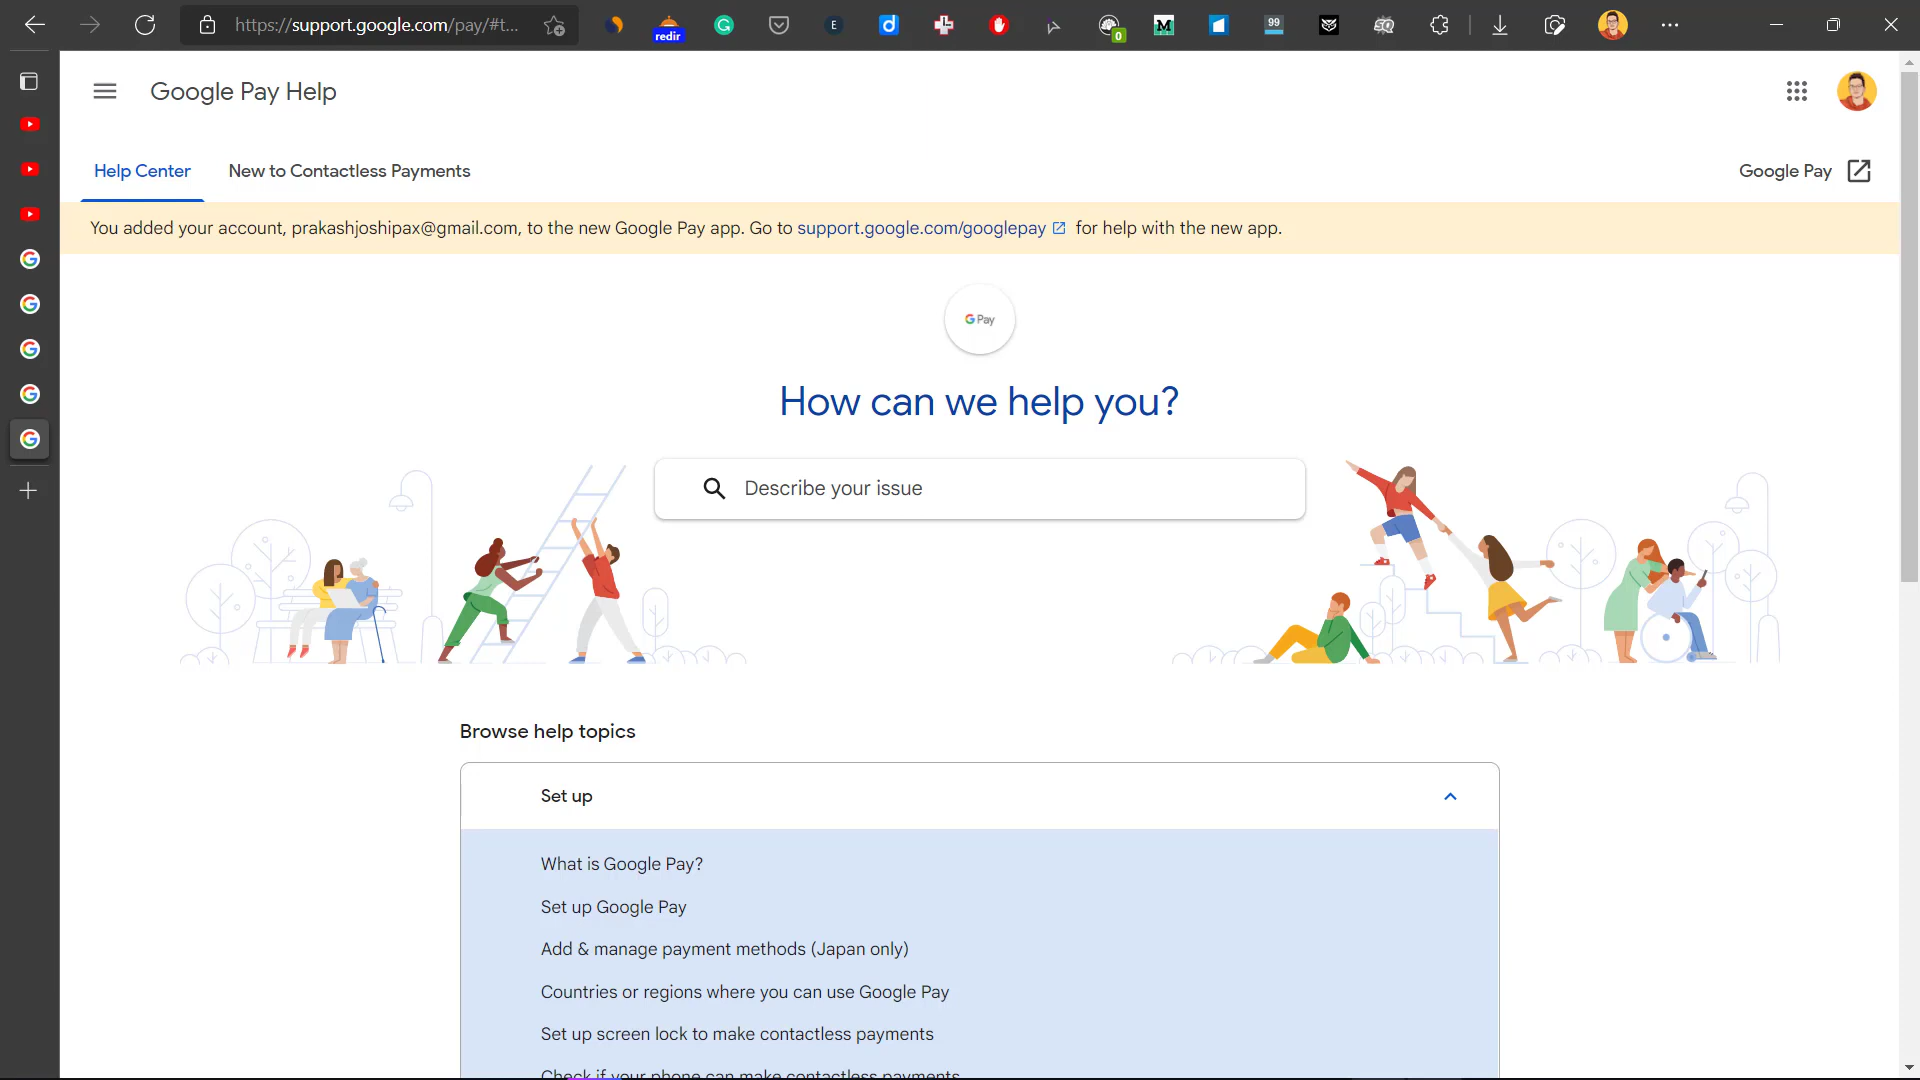 https://support.google.com/pay/#t...
redir
E
0
99
Google Pay Help
Help Center
New to Contactless Payments
Google Pay
You added your account, prakashjoshipax@gmail.com, to the new Google Pay app. Go to support.google.com/googlepay for help with the new app.
G Pay
How can we help you?
Describe your issue
Browse help topics
Set up
What is Google Pay?
Set up Google Pay
Add & manage payment methods (Japan only)
Countries or regions where you can use Google Pay
Set up screen lock to make contactless payments
Check if your phone can make contactless payments